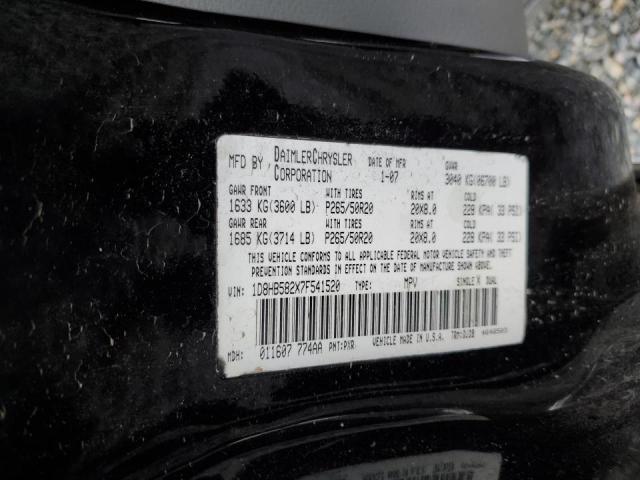 MFD BY DAIMLERCHRYSLER CORPORATION DATE OF MFR 1-07 GVWR 3040 KG(06700 LB)
GAWR FRONT WITH TIRES RIMS AT COLD
1633 KG(3600 LB) P265/50R20 20X8.0 228 KPA( 33 PSI)
GAWR REAR WITH TIRES RIMS AT COLD
1685 KG(3714 LB) P265/50R20 20X8.0 228 KPA( 33 PSI)
THIS VEHICLE CONFORMS TO ALL APPLICABLE FEDERAL MOTOR VEHICLE SAFETY AND THEFT
PREVENTION STANDARDS IN EFFECT ON THE DATE OF MANUFACTURE SHOWN ABOVE.
VIN: 1D8HB582X7F541520 TYPE: MPV SINGLE X DUAL
MDH: 011607 774AA PNT:PXR VEHICLE MADE IN U.S.A.